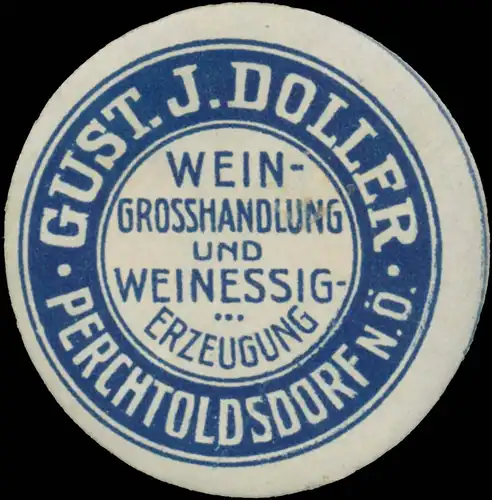 GUST. J. DOLLER
WEIN-
GROSSHANDLUNG
UND
WEINESSIG-
...
ERZEUGUNG
· PERCHTOLDSDORF N.Ö. ·